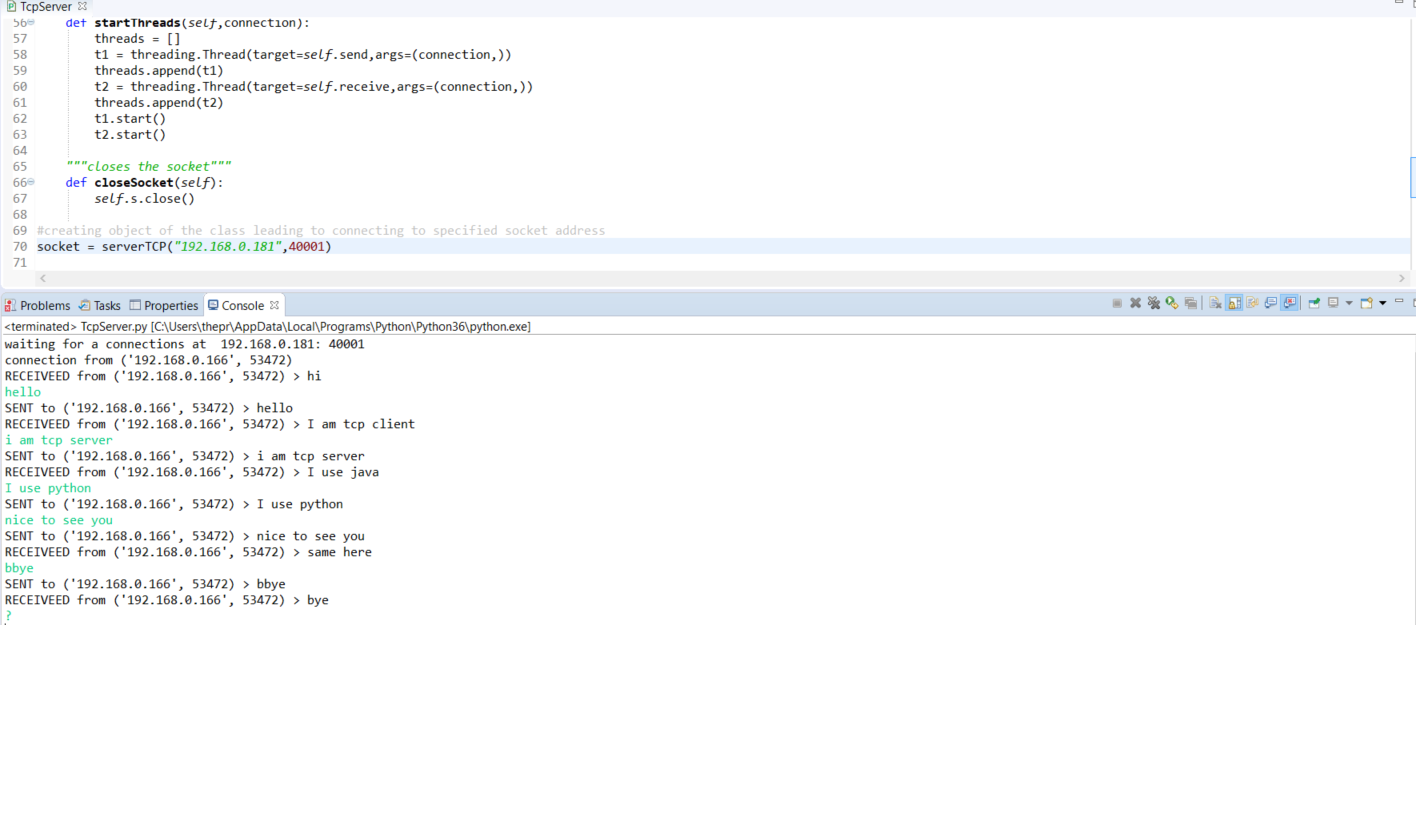 TcpServer
56 def startThreads(self,connection):
57 threads = []
58 t1 = threading.Thread(target=self.send,args=(connection,))
59 threads.append(t1)
60 t2 = threading.Thread(target=self.receive,args=(connection,))
61 threads.append(t2)
62 t1.start()
63 t2.start()
64
65 """closes the socket"""
66 def closeSocket(self):
67 self.s.close()
68
69 #creating object of the class leading to connecting to specified socket address
70 socket = serverTCP("192.168.0.181",40001)
71
Problems Tasks Properties Console
<terminated> TcpServer.py [C:\Users\thepr\AppData\Local\Programs\Python\Python36\python.exe]
waiting for a connections at  192.168.0.181: 40001
connection from ('192.168.0.166', 53472)
RECEIVEED from ('192.168.0.166', 53472) > hi
hello
SENT to ('192.168.0.166', 53472) > hello
RECEIVEED from ('192.168.0.166', 53472) > I am tcp client
i am tcp server
SENT to ('192.168.0.166', 53472) > i am tcp server
RECEIVEED from ('192.168.0.166', 53472) > I use java
I use python
SENT to ('192.168.0.166', 53472) > I use python
nice to see you
SENT to ('192.168.0.166', 53472) > nice to see you
RECEIVEED from ('192.168.0.166', 53472) > same here
bbye
SENT to ('192.168.0.166', 53472) > bbye
RECEIVEED from ('192.168.0.166', 53472) > bye
?